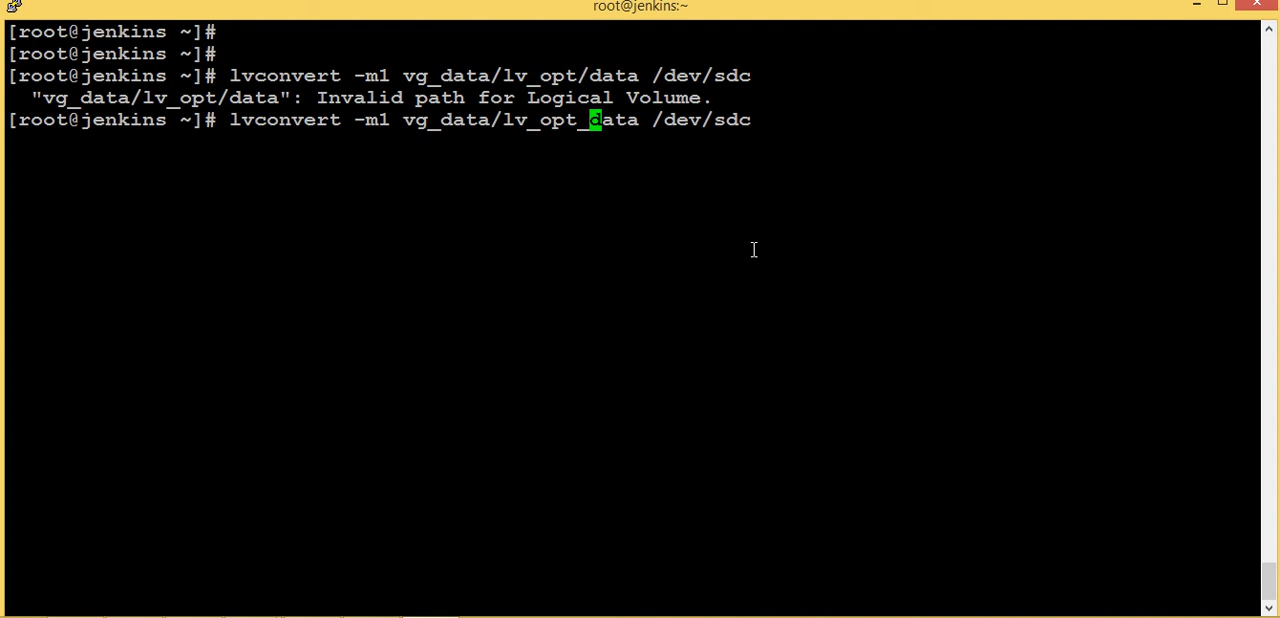 root@jenkins:~
[root@jenkins ~]#
[root@jenkins ~]#
[root@jenkins ~]# lvconvert -m1 vg_data/lv_opt/data /dev/sdc
"vg_data/lv_opt/data": Invalid path for Logical Volume.
[root@jenkins ~]# lvconvert -m1 vg_data/lv_opt_data /dev/sdc